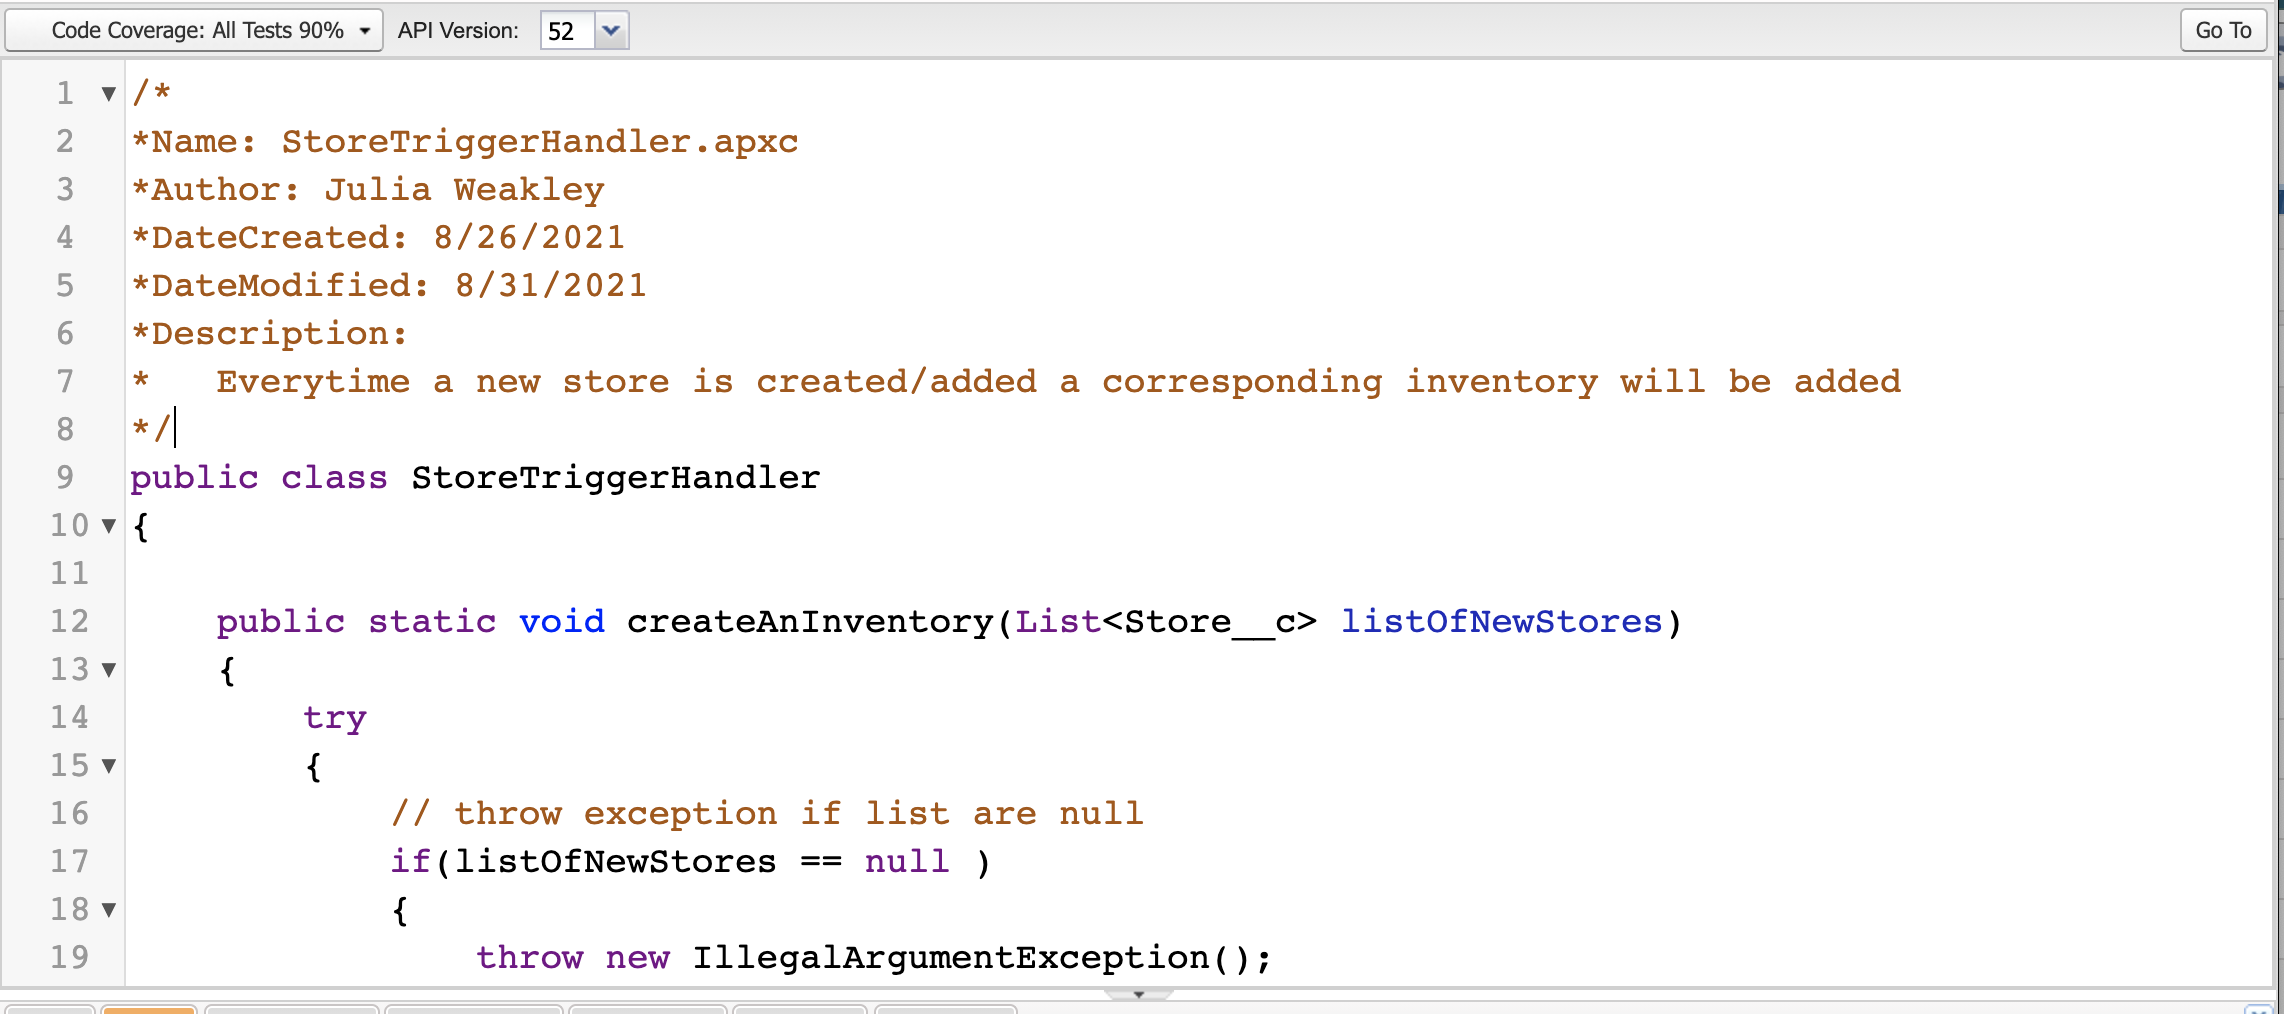 Code Coverage: All Tests 90% API Version: 52 Go To
1 /*
2 *Name: StoreTriggerHandler.apxc
3 *Author: Julia Weakley
4 *DateCreated: 8/26/2021
5 *DateModified: 8/31/2021
6 *Description:
7 *   Everytime a new store is created/added a corresponding inventory will be added
8 */
9 public class StoreTriggerHandler
10 {
11
12     public static void createAnInventory(List<Store__c> listOfNewStores)
13     {
14         try
15         {
16             // throw exception if list are null
17             if(listOfNewStores == null )
18             {
19                 throw new IllegalArgumentException();